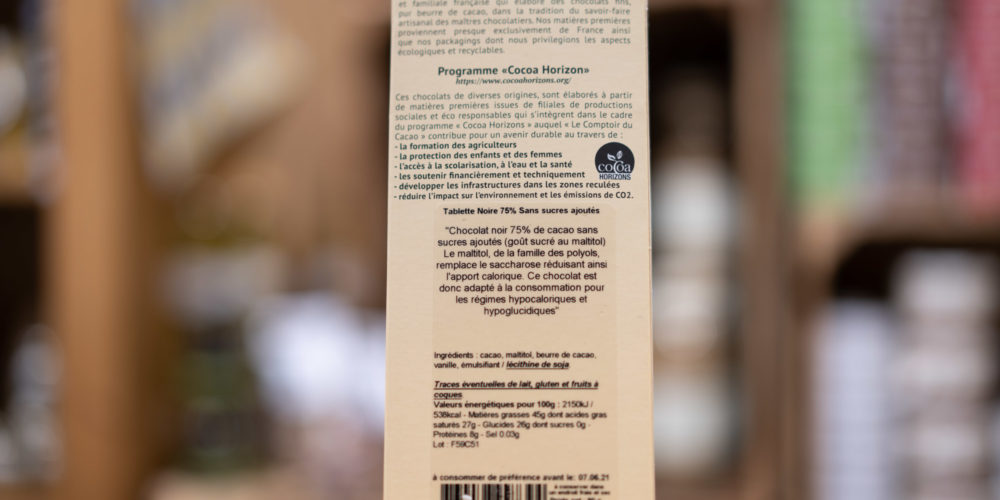 et familiale française qui élabore des chocolats fins,
pur beurre de cacao, dans la tradition du savoir-faire
artisanal des maîtres chocolatiers. Nos matières premières
proviennent presque exclusivement de France ainsi
que nos packagings dont nous privilegions les aspects
écologiques et recyclables.
Programme «Cocoa Horizon»
https://www.cocoahorizons.org/
Ces chocolats de diverses origines, sont élaborés à partir
de matières premières issues de filiales de productions
sociales et éco responsables qui s'intégrent dans le cadre
du programme « Cocoa Horizons » auquel « Le Comptoir du
Cacao » contribue pour un avenir durable au travers de :
- la formation des agriculteurs
- la protection des enfants et des femmes
- l'accès à la scolarisation, à l'eau et la santé
- les soutenir financièrement et techniquement
- développer les infrastructures dans les zones reculées
- réduire l'impact sur l'environnement et les émissions de CO2.
cocoa
HORIZONS
Tablette Noire 75% Sans sucres ajoutés
"Chocolat noir 75% de cacao sans
sucres ajoutés (goût sucré au maltitol)
Le maltitol, de la famille des polyols,
remplace le saccharose réduisant ainsi
l'apport calorique. Ce chocolat est
donc adapté à la consommation pour
les régimes hypocaloriques et
hypoglucidiques"
Ingrédients : cacao, maltitol, beurre de cacao,
vanille, émulsifiant / lécithine de soja.
Traces éventuelles de lait, gluten et fruits à
coques
Valeurs énergétiques pour 100g : 2150kJ /
538kcal - Matières grasses 45g dont acides gras
saturés 27g - Glucides 26g dont sucres 0g -
Protéines 8g - Sel 0.03g
Lot : F59C51
à consommer de préférence avant le: 07.06.21
à conserver dans
un endroit frais et sec